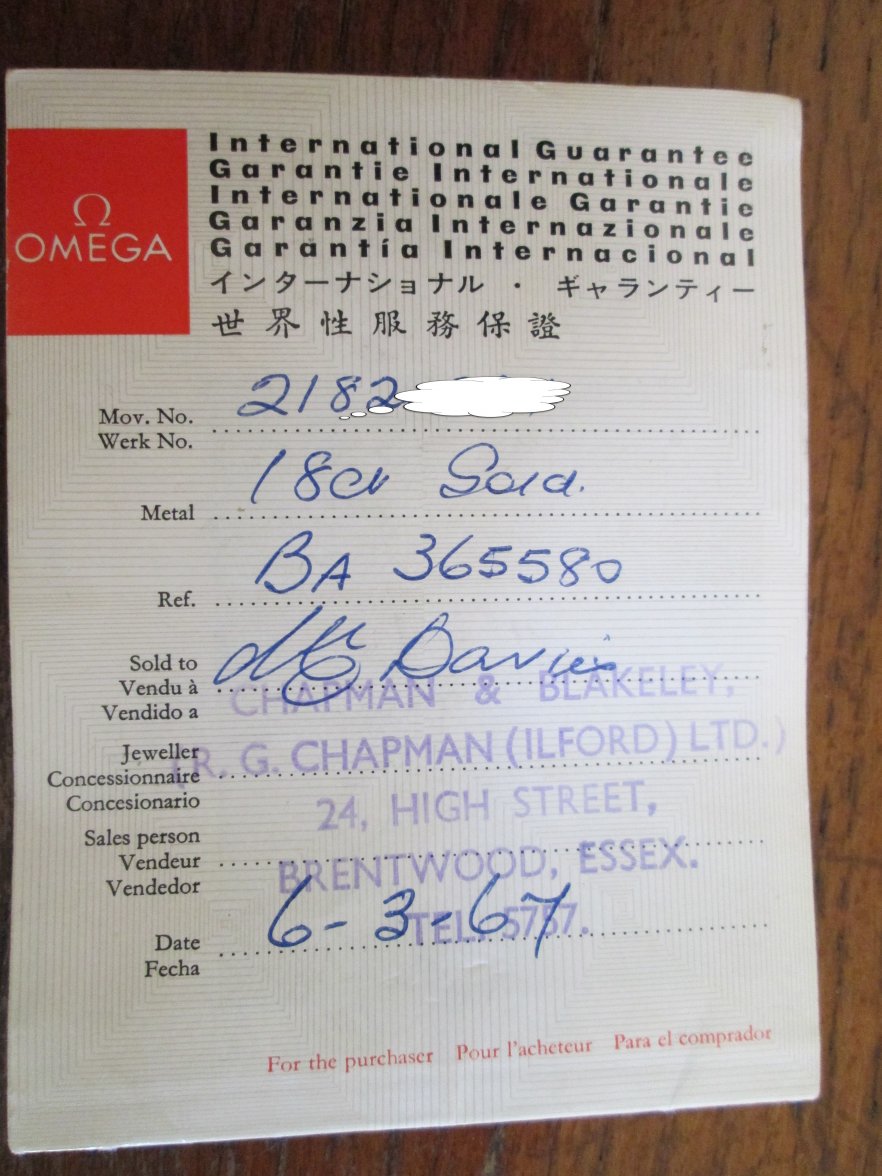 Ω
OMEGA
International Guarantee
Garantie Internationale
Internationale Garantie
Garanzia Internazionale
Garantía Internacional
インターナショナル ・ ギャランティー
世界性服務保證
Mov. No. 2182
Werk No.
Metal 18ct Gold.
Ref. BA 365580
Sold to Davies
Vendu à
Vendido a
CHAPMAN & BLAKELEY,
Jeweller
(R. G. CHAPMAN (ILFORD) LTD.)
Concessionnaire
Concesionario
24, HIGH STREET,
Sales person
Vendeur
BRENTWOOD, ESSEX.
Vendedor
TEL. 5757.
Date 6-3-67
Fecha
For the purchaser Pour l'acheteur Para el comprador